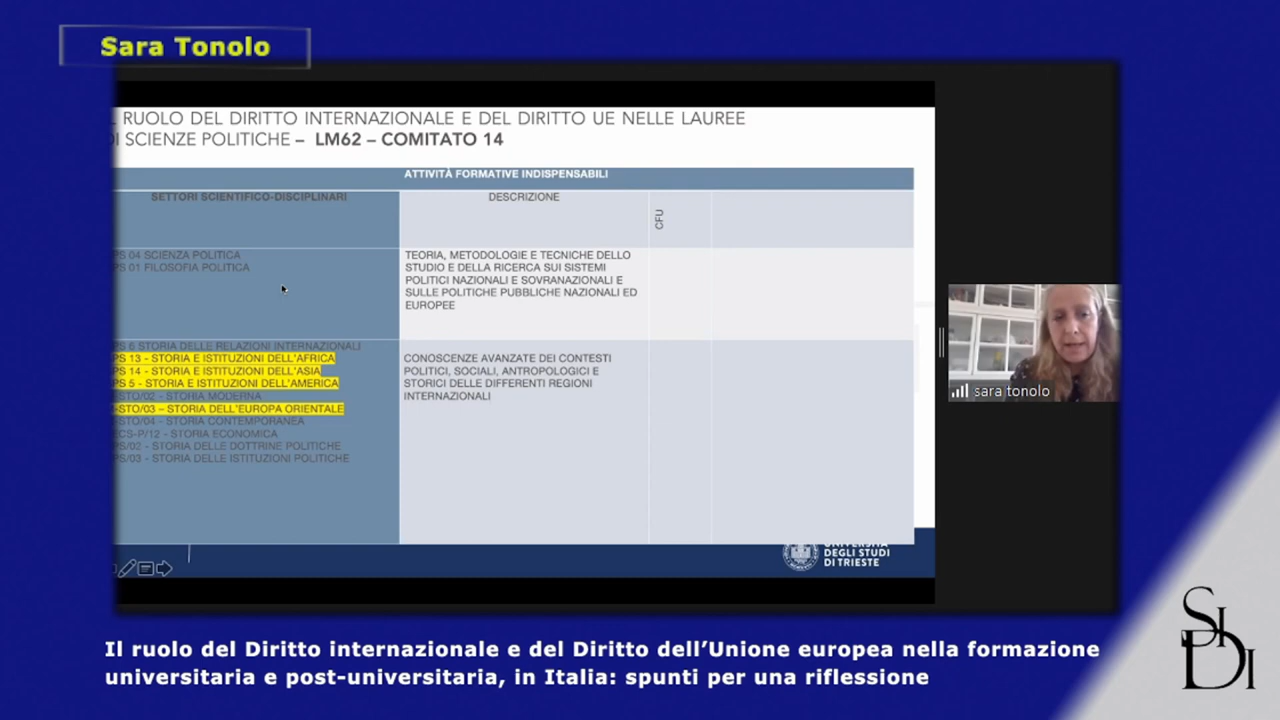 Sara Tonolo
RUOLO DEL DIRITTO INTERNAZIONALE E DEL DIRITTO UE NELLE LAUREE
DI SCIENZE POLITICHE – LM62 – COMITATO 14
ATTIVITÀ FORMATIVE INDISPENSABILI
SETTORI SCIENTIFICO-DISCIPLINARI
DESCRIZIONE
CFU
PS 04 SCIENZA POLITICA
PS 01 FILOSOFIA POLITICA
TEORIA, METODOLOGIE E TECNICHE DELLO
STUDIO E DELLA RICERCA SUI SISTEMI
POLITICI NAZIONALI E SOVRANAZIONALI E
SULLE POLITICHE PUBBLICHE NAZIONALI ED
EUROPEE
PS 6 STORIA DELLE RELAZIONI INTERNAZIONALI
PS 13 - STORIA E ISTITUZIONI DELL'AFRICA
PS 14 - STORIA E ISTITUZIONI DELL'ASIA
PS 5 - STORIA E ISTITUZIONI DELL'AMERICA
-STO/02 - STORIA MODERNA
-STO/03 – STORIA DELL'EUROPA ORIENTALE
-STO/04 - STORIA CONTEMPORANEA
ECS-P/12 - STORIA ECONOMICA
PS/02 - STORIA DELLE DOTTRINE POLITICHE
PS/03 - STORIA DELLE ISTITUZIONI POLITICHE
CONOSCENZE AVANZATE DEI CONTESTI
POLITICI, SOCIALI, ANTROPOLOGICI E
STORICI DELLE DIFFERENTI REGIONI
INTERNAZIONALI
sara tonolo
UNIVERSITÀ
DEGLI STUDI
DI TRIESTE
Il ruolo del Diritto internazionale e del Diritto dell'Unione europea nella formazione
universitaria e post-universitaria, in Italia: spunti per una riflessione
SIDI